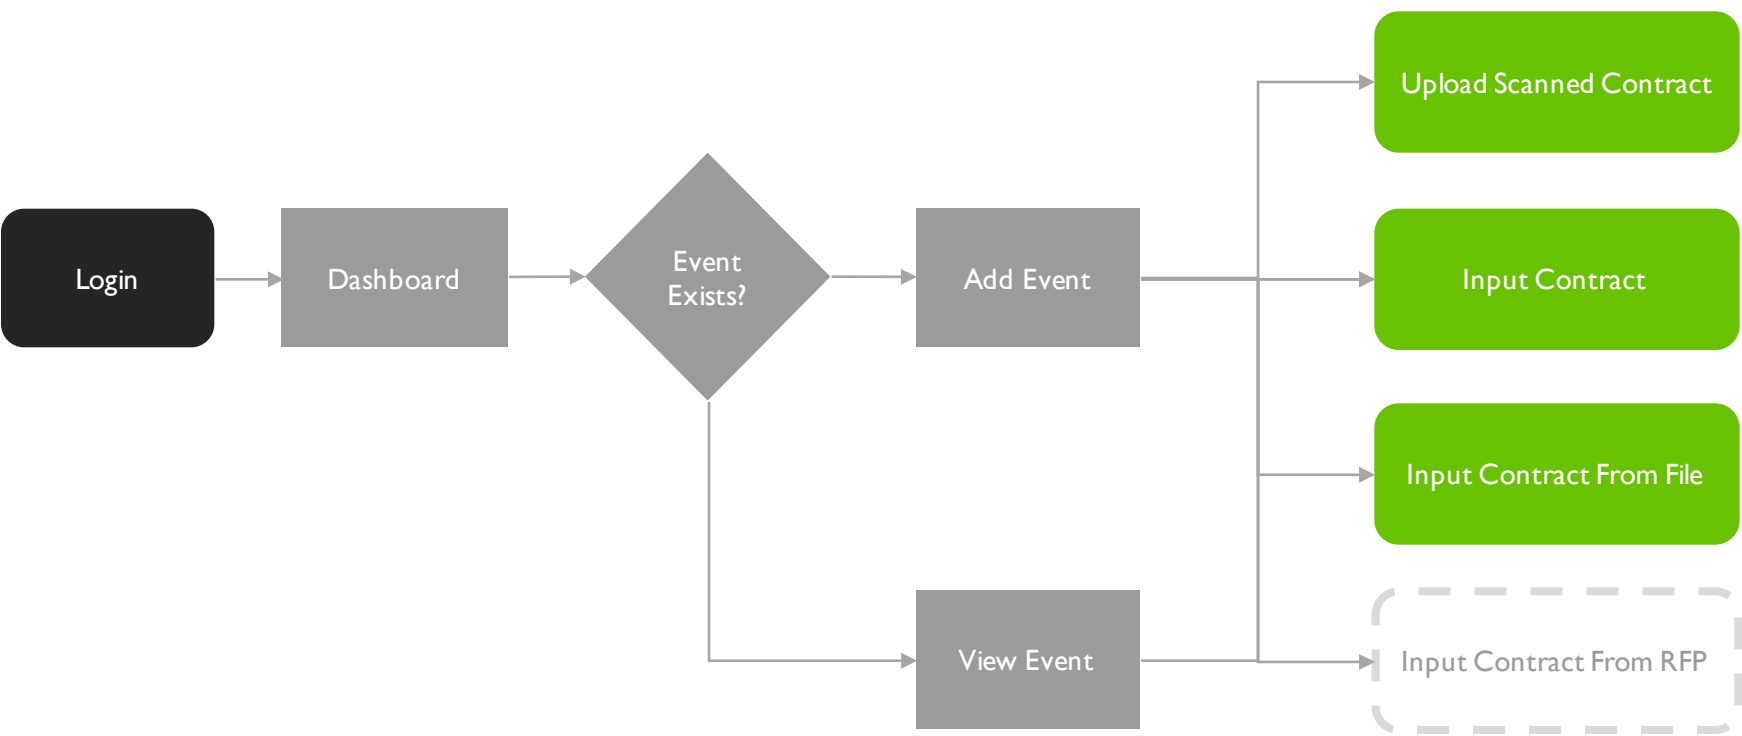 Upload Scanned Contract
Login
Dashboard
Event
Exists?
Add Event
Input Contract
Input Contract From File
View Event
Input Contract From RFP